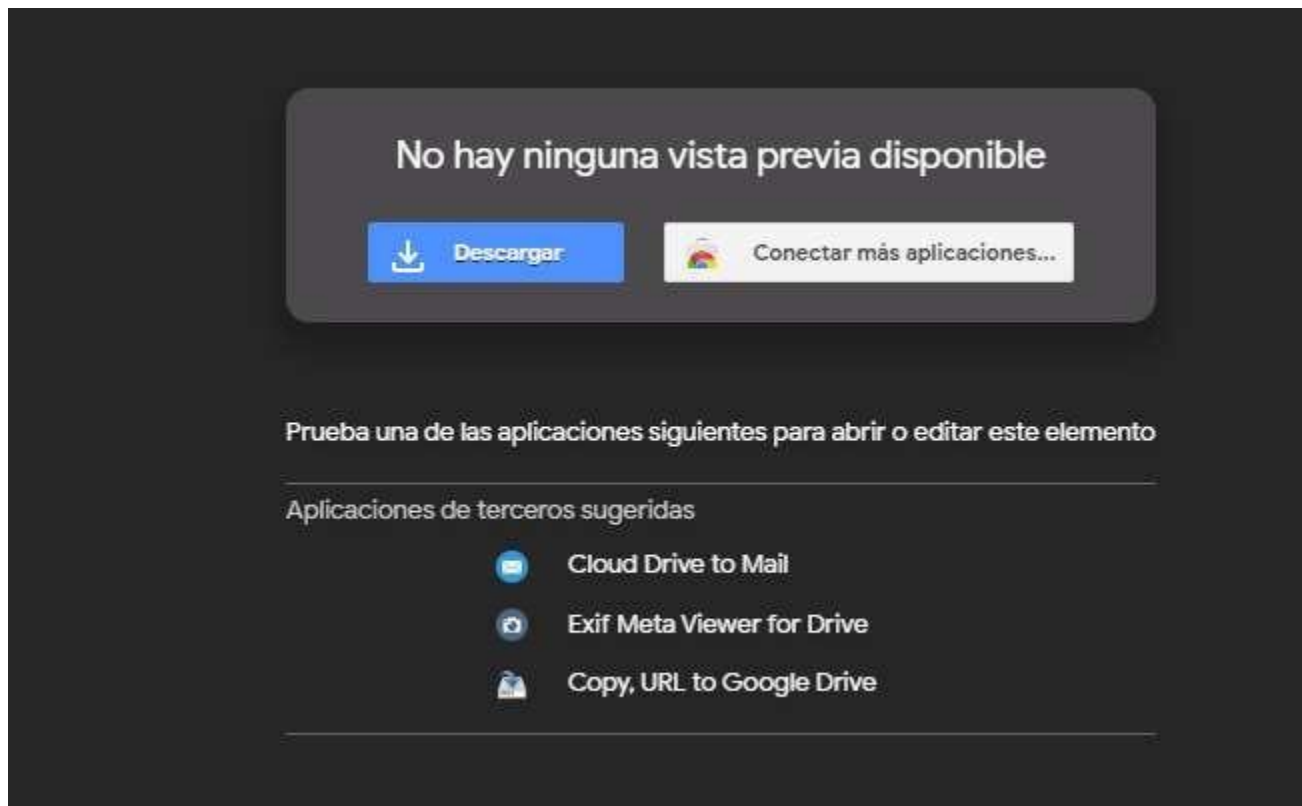 No hay ninguna vista previa disponible
Descargar
Conectar más aplicaciones...
Prueba una de las aplicaciones siguientes para abrir o editar este elemento
Aplicaciones de terceros sugeridas
Cloud Drive to Mail
Exif Meta Viewer for Drive
Copy, URL to Google Drive